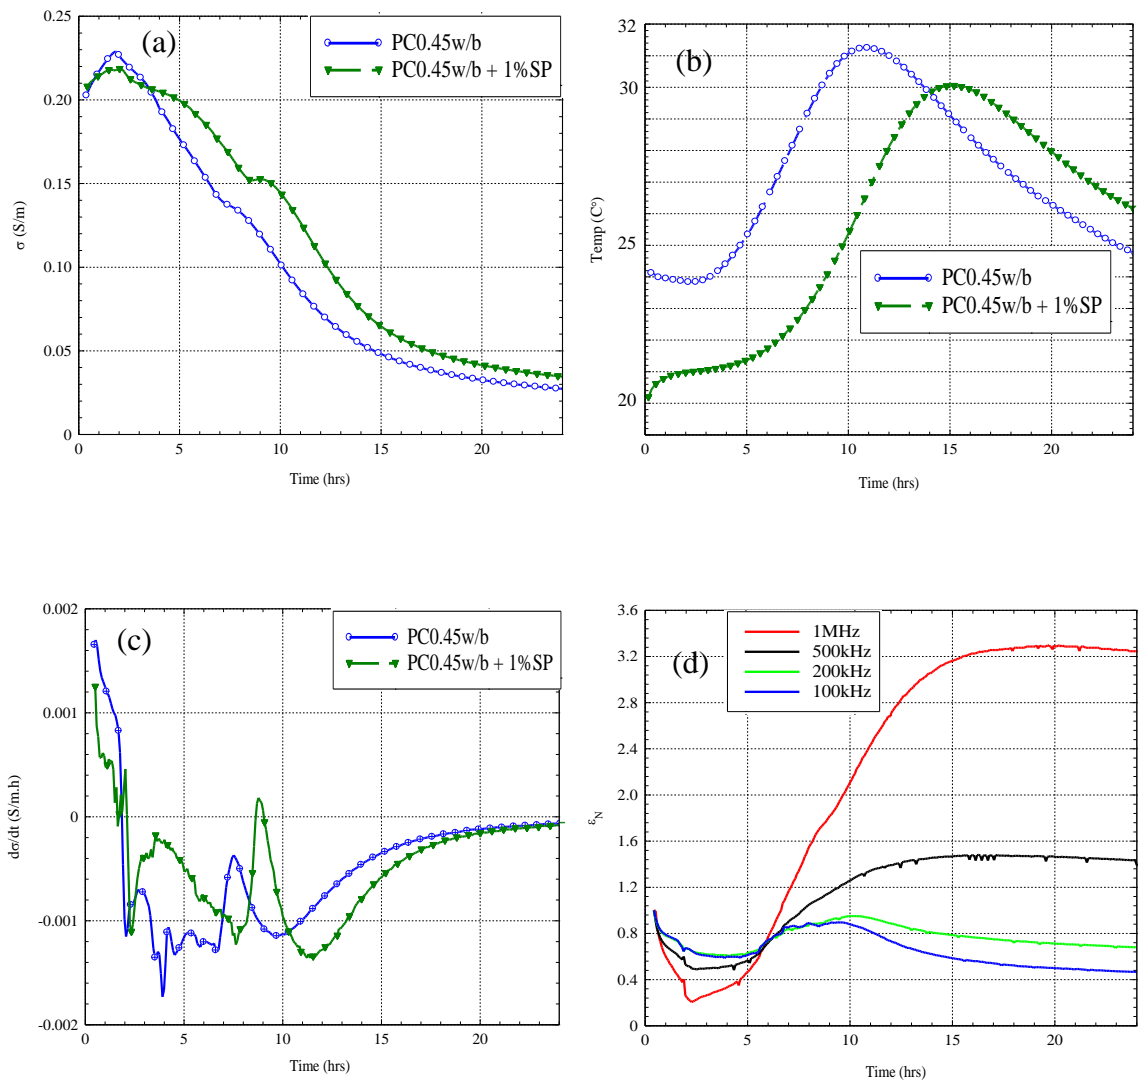 (a)
PC0.45w/b
PC0.45w/b + 1%SP
0.25
0.20
0.15
0.10
0.05
0
σ (S/m)
0 5 10 15 20
Time (hrs)
(b)
PC0.45w/b
PC0.45w/b + 1%SP
32
30
25
20
Temp (C°)
0 5 10 15 20
Time (hrs)
(c)
PC0.45w/b
PC0.45w/b + 1%SP
0.002
0.001
0
-0.001
-0.002
dσ/dt (S/m.h)
0 5 10 15 20
Time (hrs)
(d)
1MHz
500kHz
200kHz
100kHz
3.6
3.2
2.8
2.4
2.0
1.6
1.2
0.8
0.4
0
εN
0 5 10 15 20
Time (hrs)